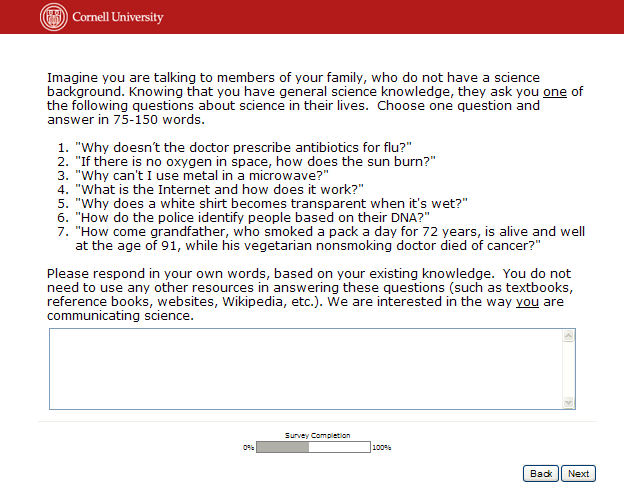 Cornell University
Imagine you are talking to members of your family, who do not have a science
background. Knowing that you have general science knowledge, they ask you one of
the following questions about science in their lives.  Choose one question and
answer in 75-150 words.
1. "Why doesn't the doctor prescribe antibiotics for flu?"
2. "If there is no oxygen in space, how does the sun burn?"
3. "Why can't I use metal in a microwave?"
4. "What is the Internet and how does it work?"
5. "Why does a white shirt becomes transparent when it's wet?"
6. "How do the police identify people based on their DNA?"
7. "How come grandfather, who smoked a pack a day for 72 years, is alive and well
at the age of 91, while his vegetarian nonsmoking doctor died of cancer?"
Please respond in your own words, based on your existing knowledge.  You do not
need to use any other resources in answering these questions (such as textbooks,
reference books, websites, Wikipedia, etc.). We are interested in the way you are
communicating science.
Survey Completion
0% 100%
Back Next